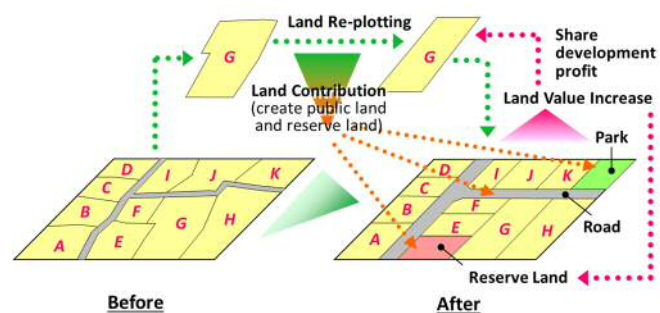 Land Re-plotting
G
G
Share
development
profit
Land Contribution
(create public land
and reserve land)
Land Value Increase
Park
D
I
J
K
C
B
F
G
H
A
E
D
I
J
K
C
F
B
E
G
H
A
Road
Reserve Land
Before
After